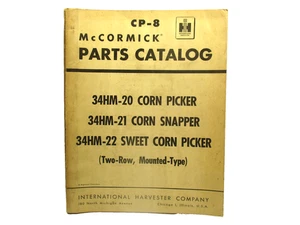 CP-8
McCORMICK
PARTS CATALOG
34HM-20 CORN PICKER
34HM-21 CORN SNAPPER
34HM-22 SWEET CORN PICKER
(Two-Row, Mounted-Type)
INTERNATIONAL HARVESTER COMPANY